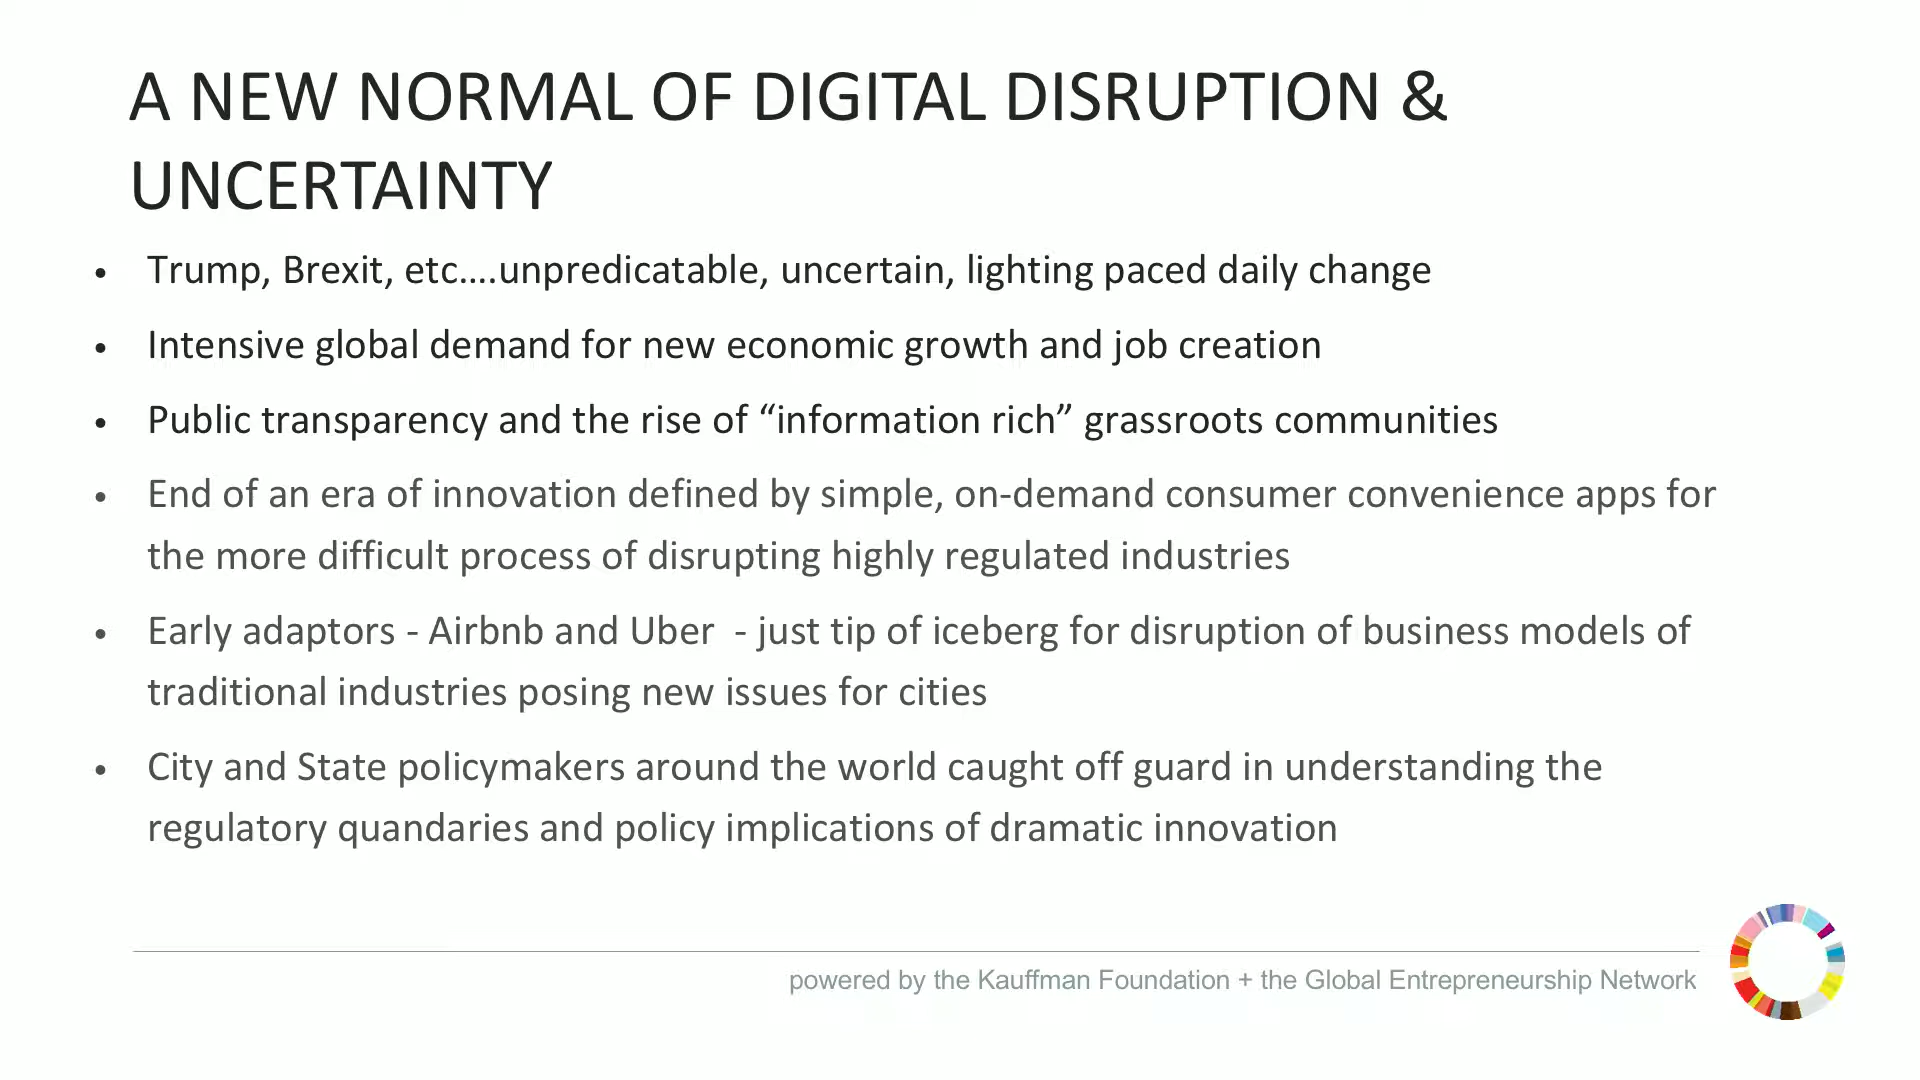 A NEW NORMAL OF DIGITAL DISRUPTION &
UNCERTAINTY
• Trump, Brexit, etc....unpredicatable, uncertain, lighting paced daily change
• Intensive global demand for new economic growth and job creation
• Public transparency and the rise of “information rich” grassroots communities
• End of an era of innovation defined by simple, on-demand consumer convenience apps for
the more difficult process of disrupting highly regulated industries
• Early adaptors - Airbnb and Uber  - just tip of iceberg for disruption of business models of
traditional industries posing new issues for cities
• City and State policymakers around the world caught off guard in understanding the
regulatory quandaries and policy implications of dramatic innovation
powered by the Kauffman Foundation + the Global Entrepreneurship Network